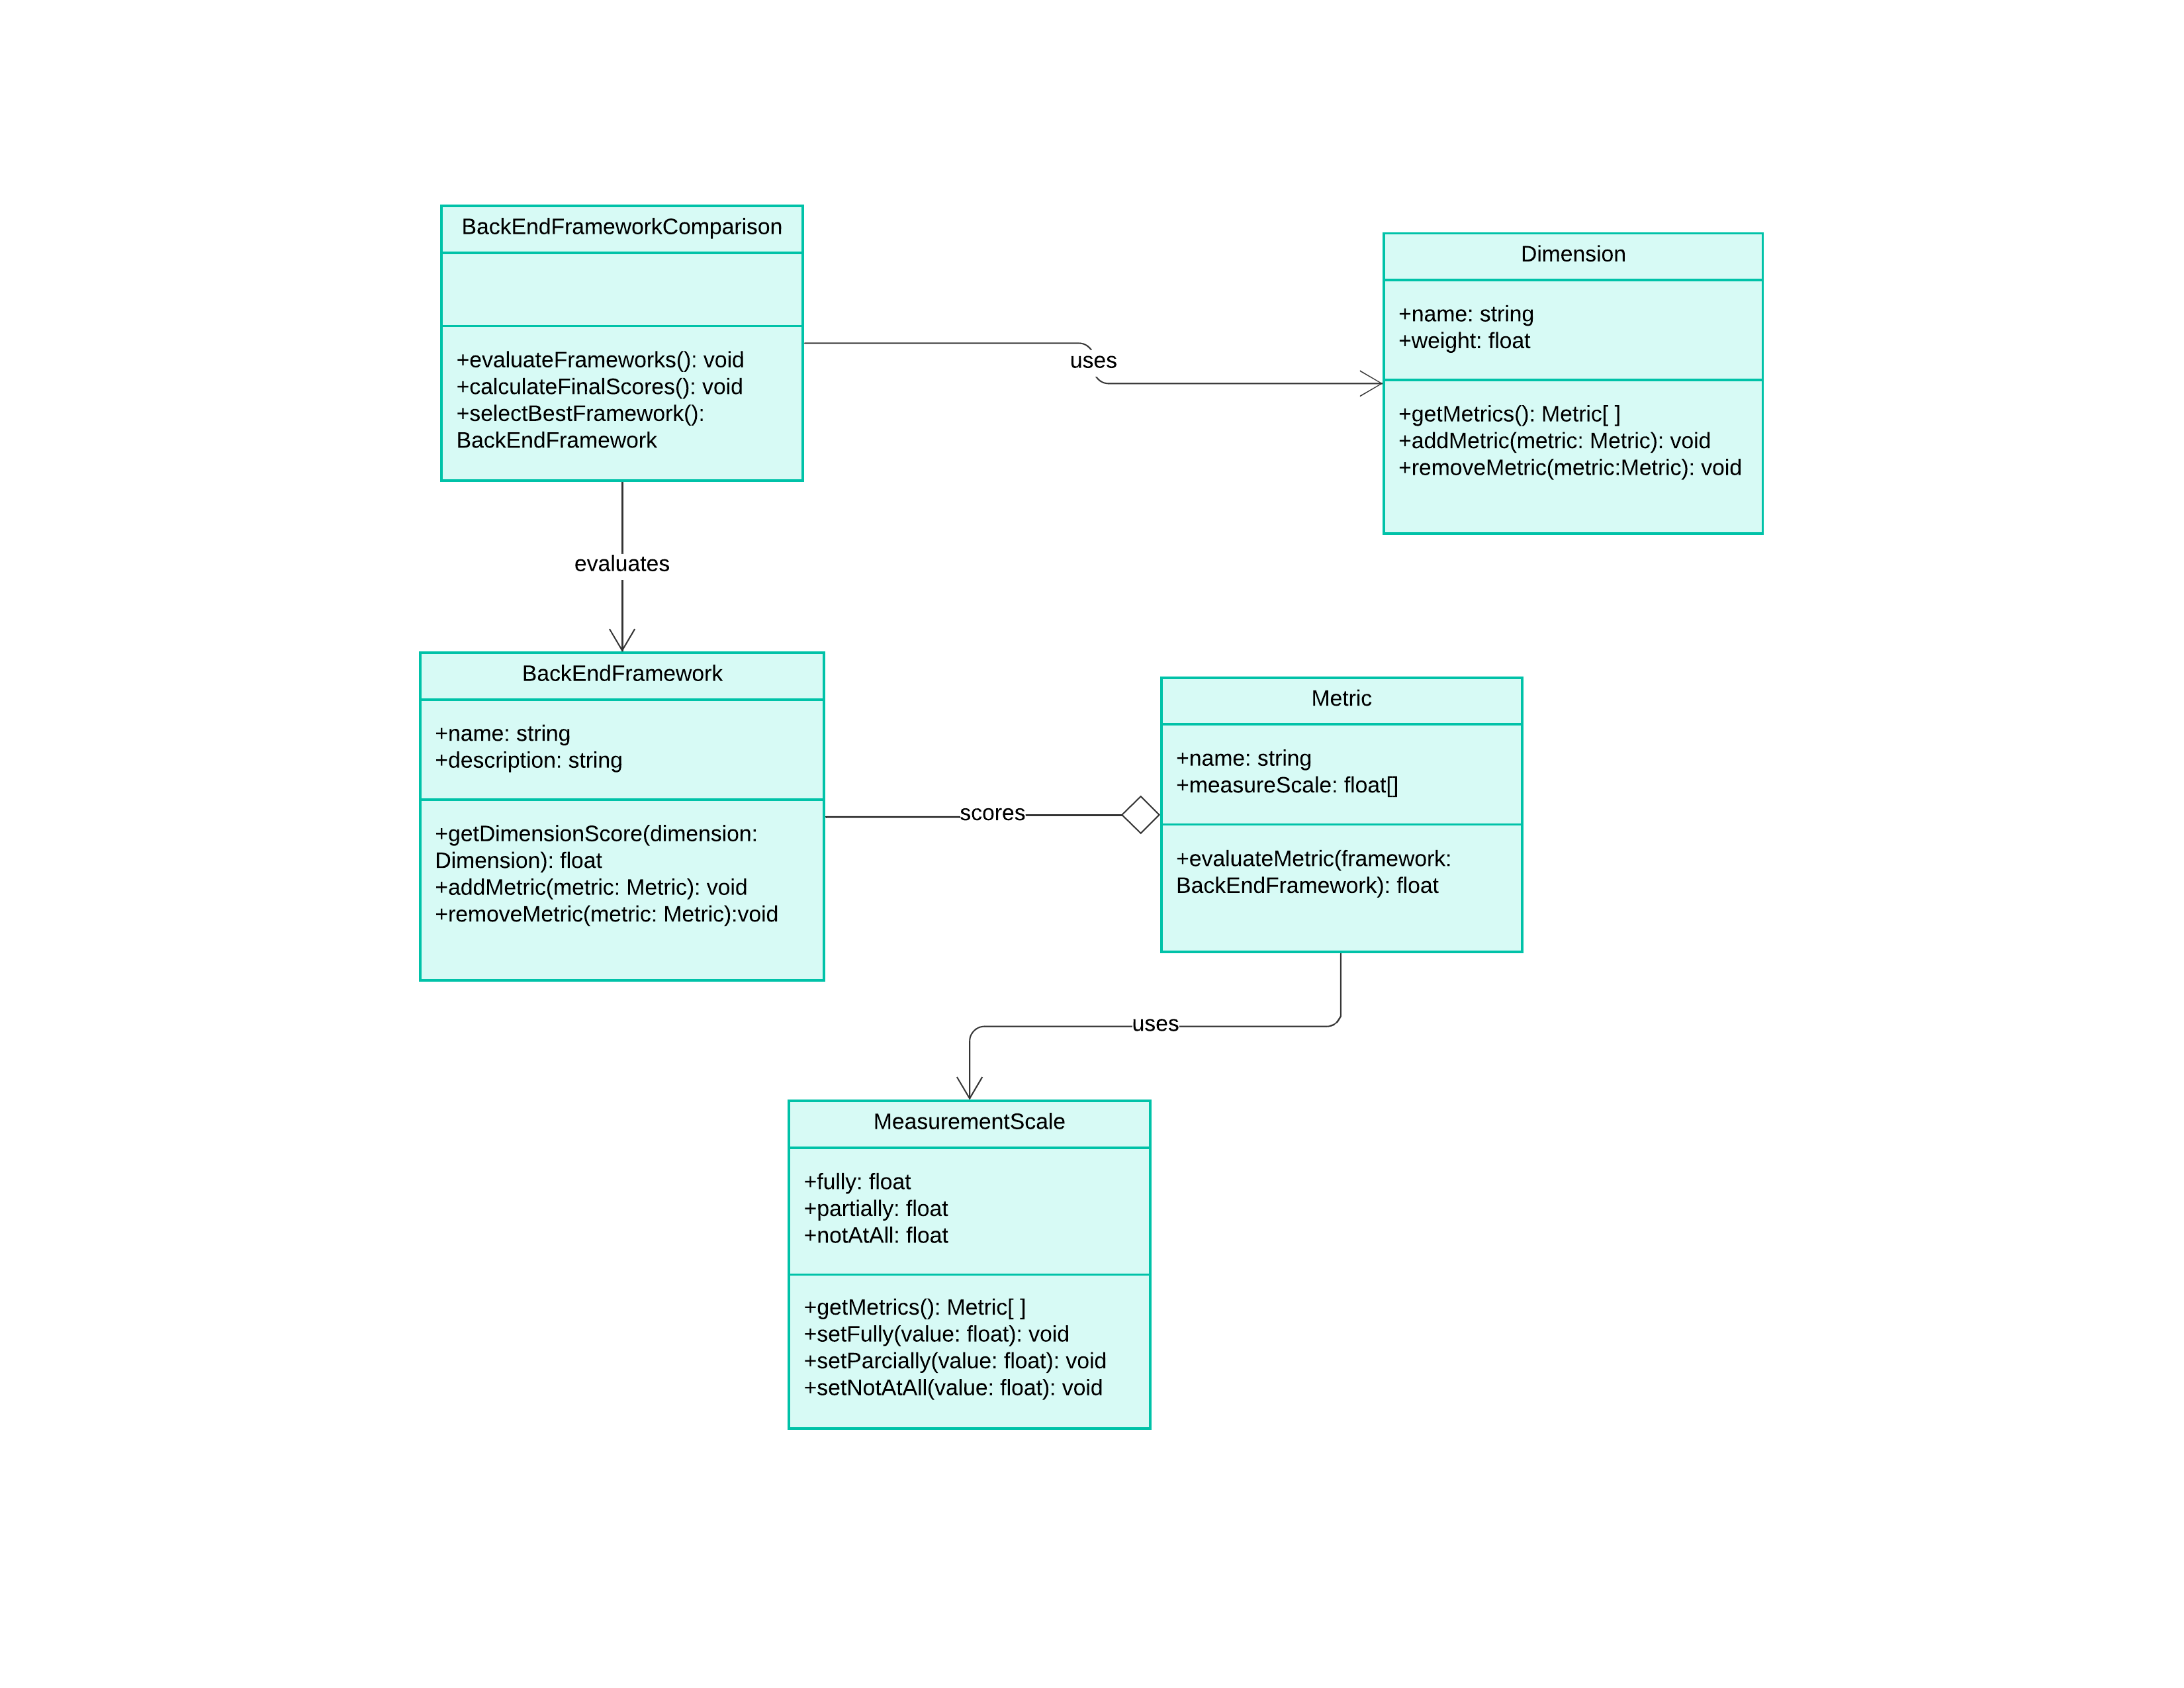 BackEndFrameworkComparison
+evaluateFrameworks(): void
+calculateFinalScores(): void
+selectBestFramework():
BackEndFramework
uses
Dimension
+name: string
+weight: float
+getMetrics(): Metric[ ]
+addMetric(metric: Metric): void
+removeMetric(metric:Metric): void
evaluates
BackEndFramework
+name: string
+description: string
+getDimensionScore(dimension:
Dimension): float
+addMetric(metric: Metric): void
+removeMetric(metric: Metric):void
scores
Metric
+name: string
+measureScale: float[]
+evaluateMetric(framework:
BackEndFramework): float
uses
MeasurementScale
+fully: float
+partially: float
+notAtAll: float
+getMetrics(): Metric[ ]
+setFully(value: float): void
+setParcially(value: float): void
+setNotAtAll(value: float): void